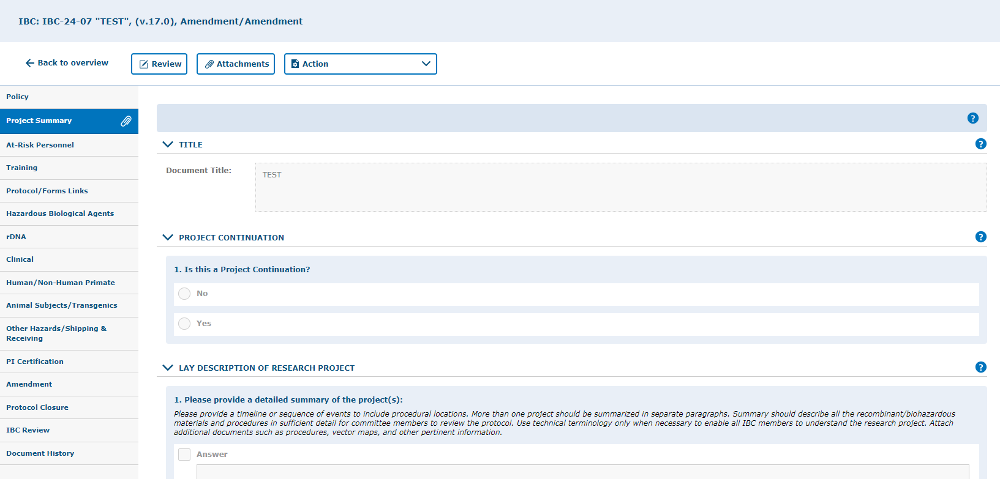 IBC: IBC-24-07 "TEST", (v.17.0), Amendment/Amendment
Back to overview
Review
Attachments
Action
Policy
Project Summary
At-Risk Personnel
Training
Protocol/Forms Links
Hazardous Biological Agents
rDNA
Clinical
Human/Non-Human Primate
Animal Subjects/Transgenics
Other Hazards/Shipping &
Receiving
PI Certification
Amendment
Protocol Closure
IBC Review
Document History
?
TITLE
?
Document Title:
TEST
PROJECT CONTINUATION
?
1. Is this a Project Continuation?
No
Yes
LAY DESCRIPTION OF RESEARCH PROJECT
?
1. Please provide a detailed summary of the project(s):
Please provide a timeline or sequence of events to include procedural locations. More than one project should be summarized in separate paragraphs. Summary should describe all the recombinant/biohazardous
materials and procedures in sufficient detail for committee members to review the protocol. Use technical terminology only when necessary to enable all IBC members to understand the research project. Attach
additional documents such as procedures, vector maps, and other pertinent information.
Answer